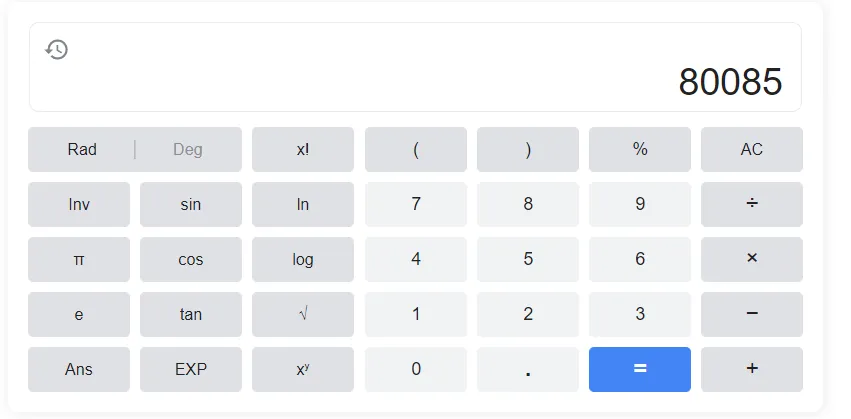 80085
Rad | Deg x! ( ) % AC
Inv sin ln 7 8 9 ÷
π cos log 4 5 6 ×
e tan √ 1 2 3 −
Ans EXP xʸ 0 . = +